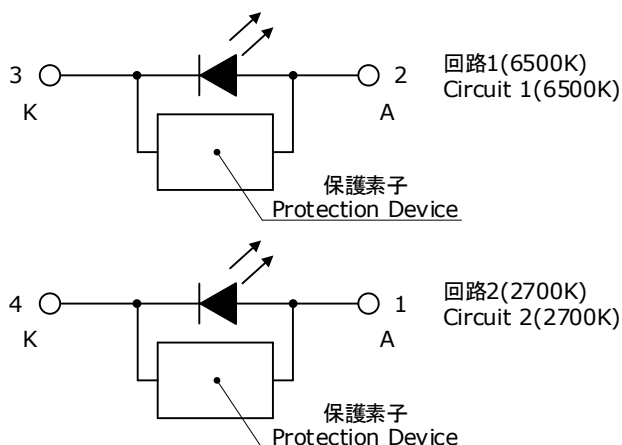 3
2
K
A
回路1(6500K)
Circuit 1(6500K)
保護素子
Protection Device
4
1
K
A
回路2(2700K)
Circuit 2(2700K)
保護素子
Protection Device